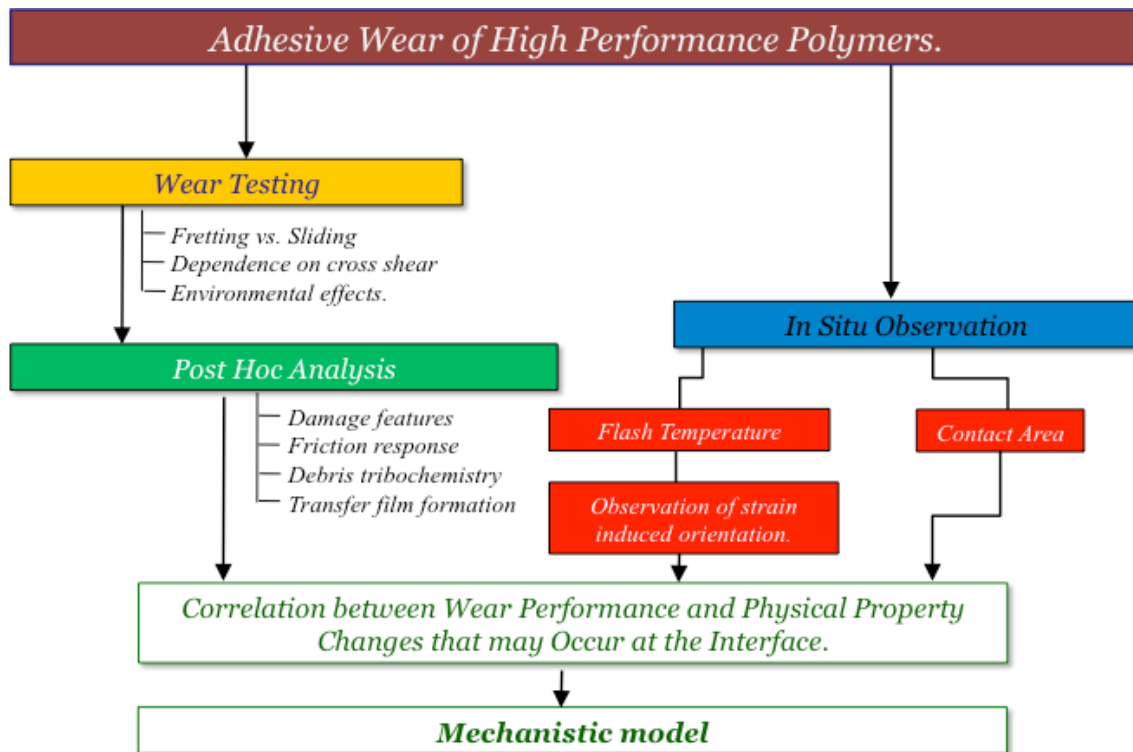 Adhesive Wear of High Performance Polymers.
Wear Testing
Fretting vs. Sliding
Dependence on cross shear
Environmental effects.
Post Hoc Analysis
Damage features
Friction response
Debris tribochemistry
Transfer film formation
In Situ Observation
Flash Temperature
Contact Area
Observation of strain
induced orientation.
Correlation between Wear Performance and Physical Property
Changes that may Occur at the Interface.
Mechanistic model